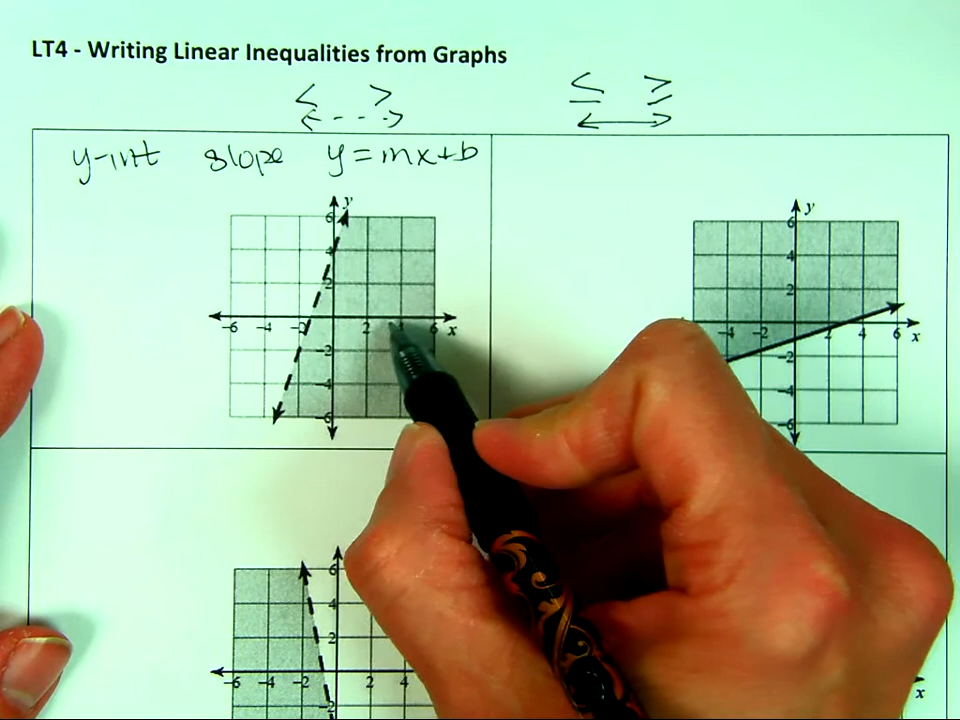 LT4 - Writing Linear Inequalities from Graphs
< > ≤ ≥
y-int slope y = mx + b
y
6
4
2
-6 -4 -2 2 4 6 x
-2
-4
-6
y
6
4
2
-4 -2 2 4 6 x
-2
-4
-6
6
4
2
-6 -4 -2 2 4 x
-2